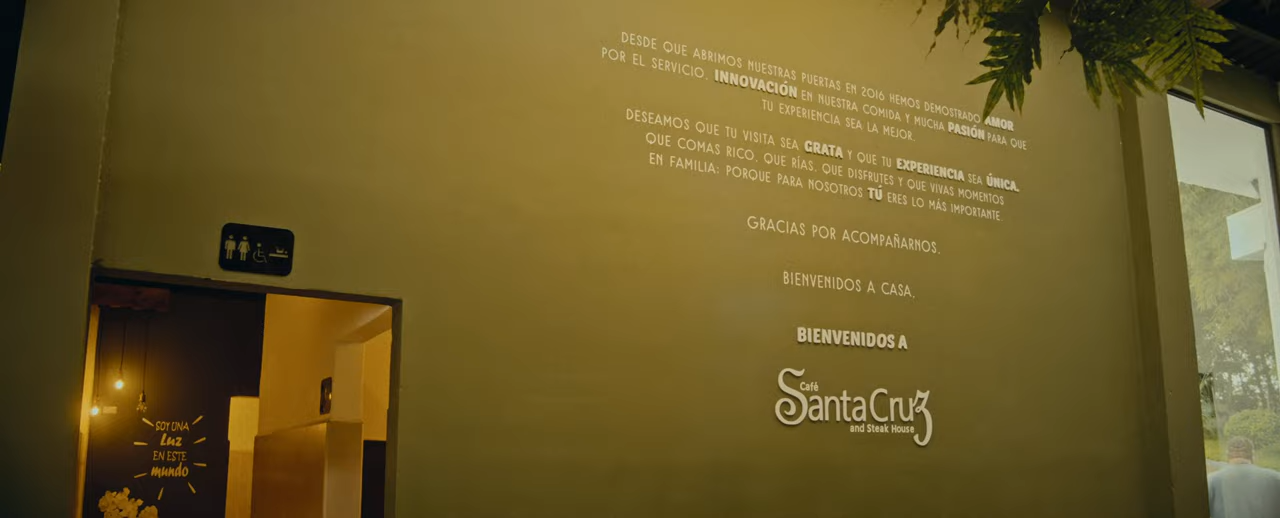 DESDE QUE ABRIMOS NUESTRAS PUERTAS EN 2016 HEMOS DEMOSTRADO AMOR
POR EL SERVICIO, INNOVACIÓN EN NUESTRA COMIDA Y MUCHA PASIÓN PARA QUE
TU EXPERIENCIA SEA LA MEJOR.
DESEAMOS QUE TU VISITA SEA GRATA Y QUE TU EXPERIENCIA SEA ÚNICA,
QUE COMAS RICO, QUE RÍAS, QUE DISFRUTES Y QUE VIVAS MOMENTOS
EN FAMILIA; PORQUE PARA NOSOTROS TÚ ERES LO MÁS IMPORTANTE.
GRACIAS POR ACOMPAÑARNOS.
BIENVENIDOS A CASA,
BIENVENIDOS A
Café
Santa Cruz
and Steak House
SOY UNA
Luz
EN ESTE
mundo